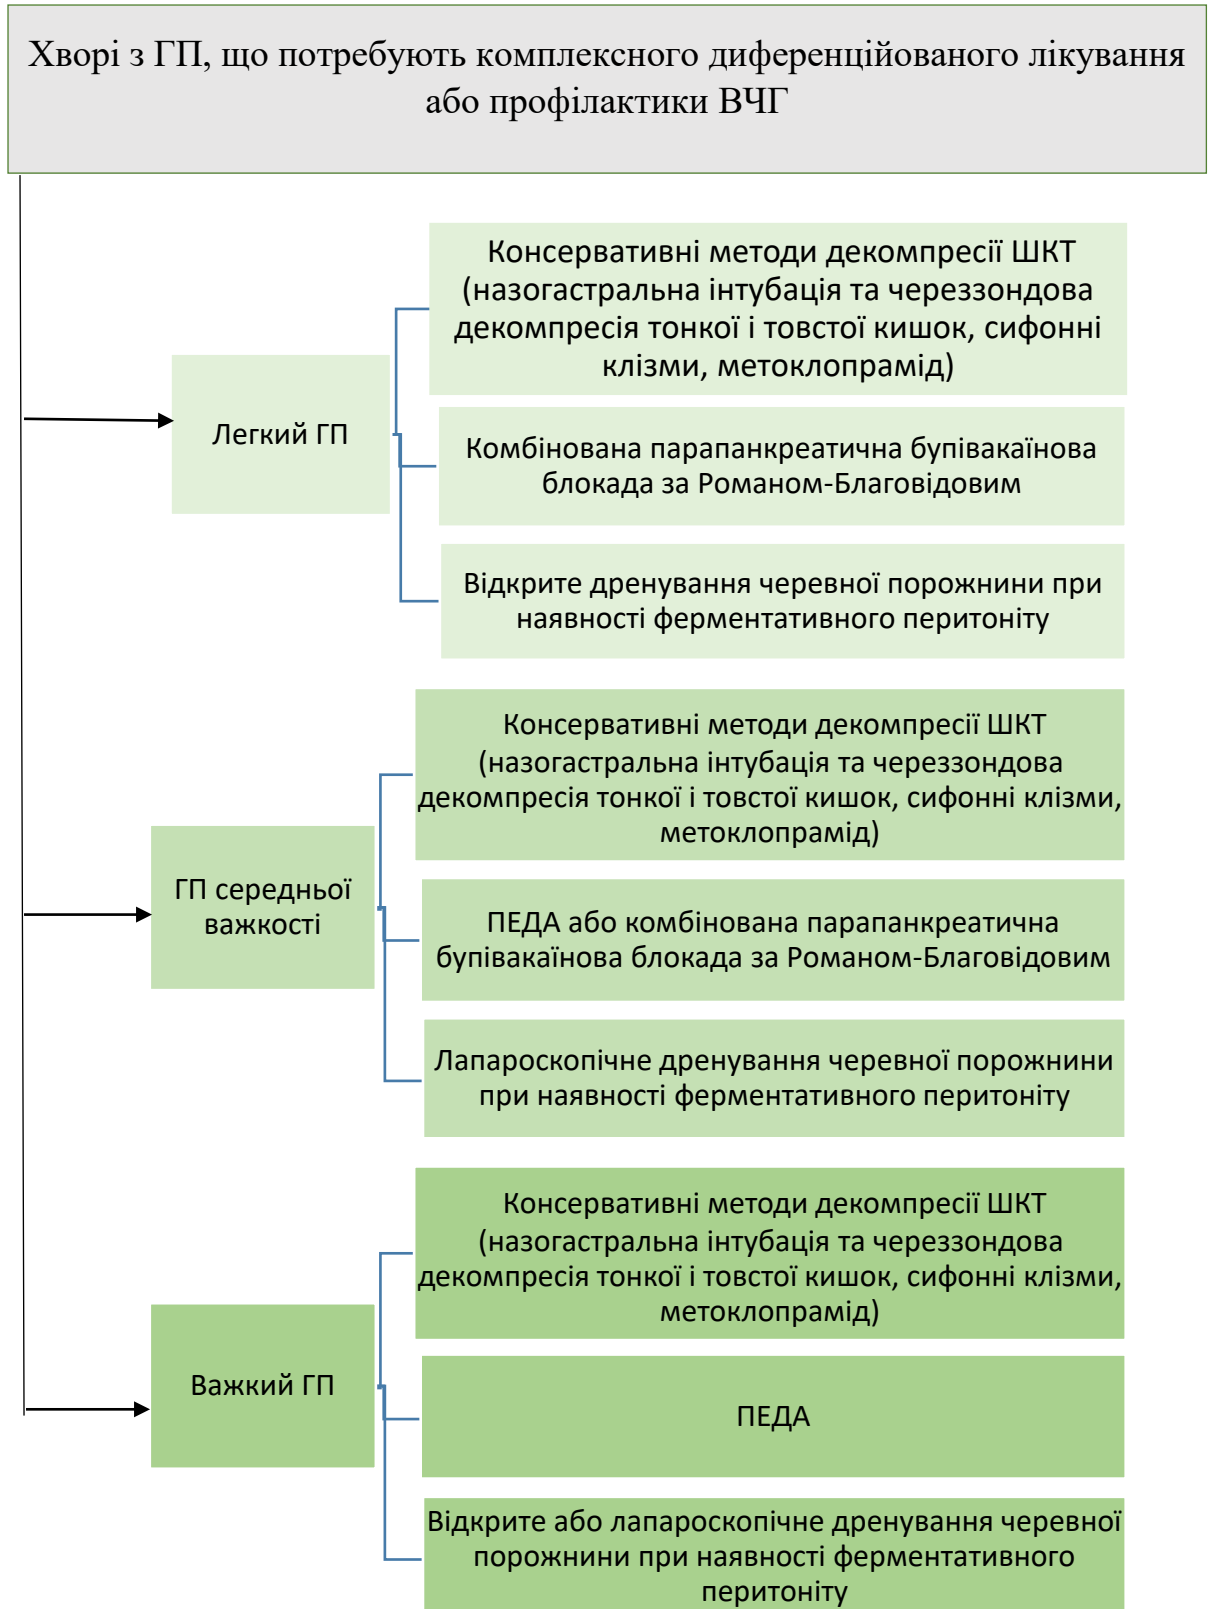 Хворі з ГП, що потребують комплексного диференційованого лікування
або профілактики ВЧГ
Консервативні методи декомпресії ШКТ
(назогастральна інтубація та череззондова
декомпресія тонкої і товстої кишок, сифонні
клізми, метоклопрамід)
Легкий ГП
Комбінована парапанкреатична бупівакаїнова
блокада за Романом-Благовідовим
Відкрите дренування черевної порожнини при
наявності ферментативного перитоніту
Консервативні методи декомпресії ШКТ
(назогастральна інтубація та череззондова
декомпресія тонкої і товстої кишок, сифонні клізми,
метоклопрамід)
ГП середньої
важкості
ПЕДА або комбінована парапанкреатична
бупівакаїнова блокада за Романом-Благовідовим
Лапароскопічне дренування черевної порожнини
при наявності ферментативного перитоніту
Консервативні методи декомпресії ШКТ
(назогастральна інтубація та череззондова
декомпресія тонкої і товстої кишок, сифонні клізми,
метоклопрамід)
Важкий ГП
ПЕДА
Відкрите або лапароскопічне дренування черевної
порожнини при наявності ферментативного
перитоніту